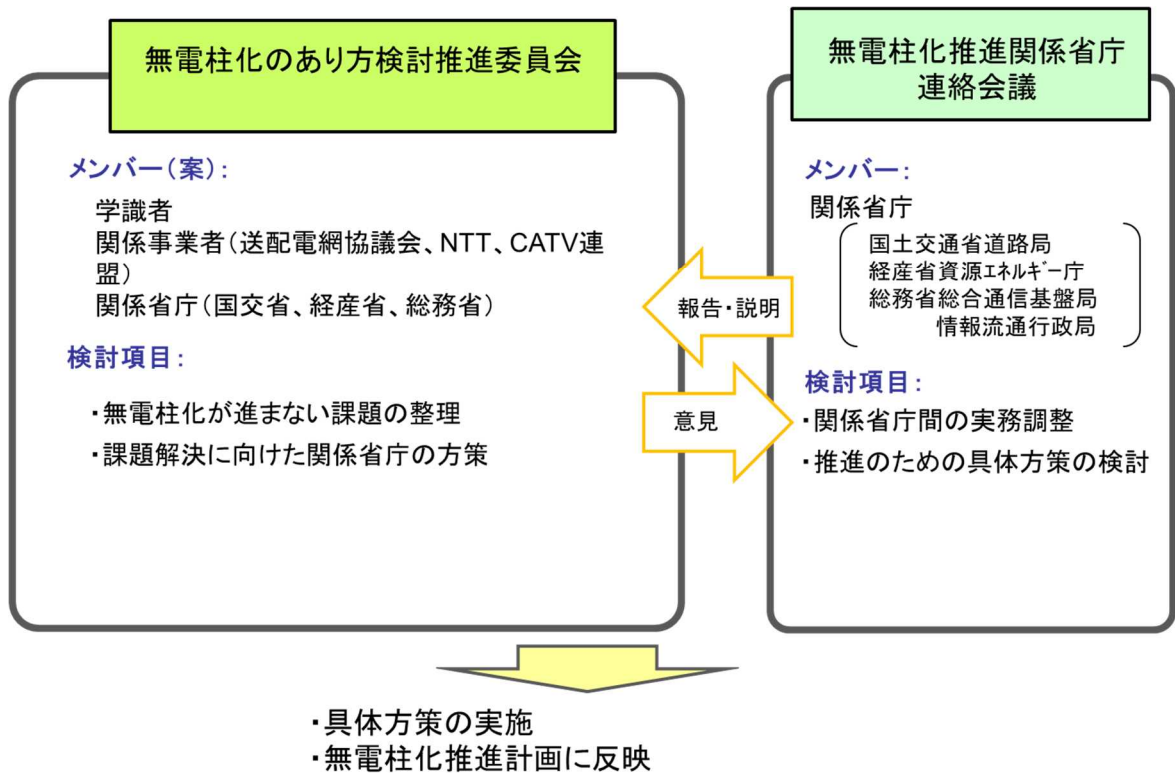 無電柱化のあり方検討推進委員会
メンバー(案):
学識者
関係事業者(送配電網協議会、NTT、CATV連
盟)
関係省庁(国交省、経産省、総務省)
検討項目:
・無電柱化が進まない課題の整理
・課題解決に向けた関係省庁の方策
報告・説明
意見
無電柱化推進関係省庁
連絡会議
メンバー:
関係省庁
国土交通省道路局
経産省資源エネルギー庁
総務省総合通信基盤局
情報流通行政局
検討項目:
・関係省庁間の実務調整
・推進のための具体方策の検討
・具体方策の実施
・無電柱化推進計画に反映